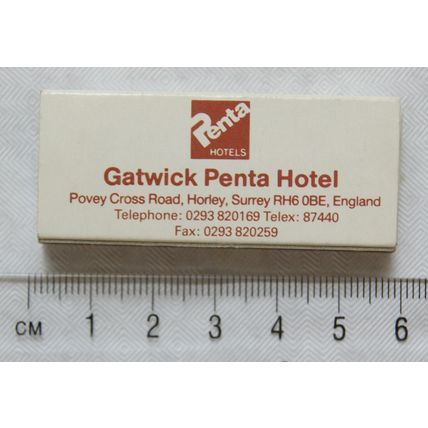 Penta
HOTELS
Gatwick Penta Hotel
Povey Cross Road, Horley, Surrey RH6 0BE, England
Telephone: 0293 820169 Telex: 87440
Fax: 0293 820259
CM 1 2 3 4 5 6